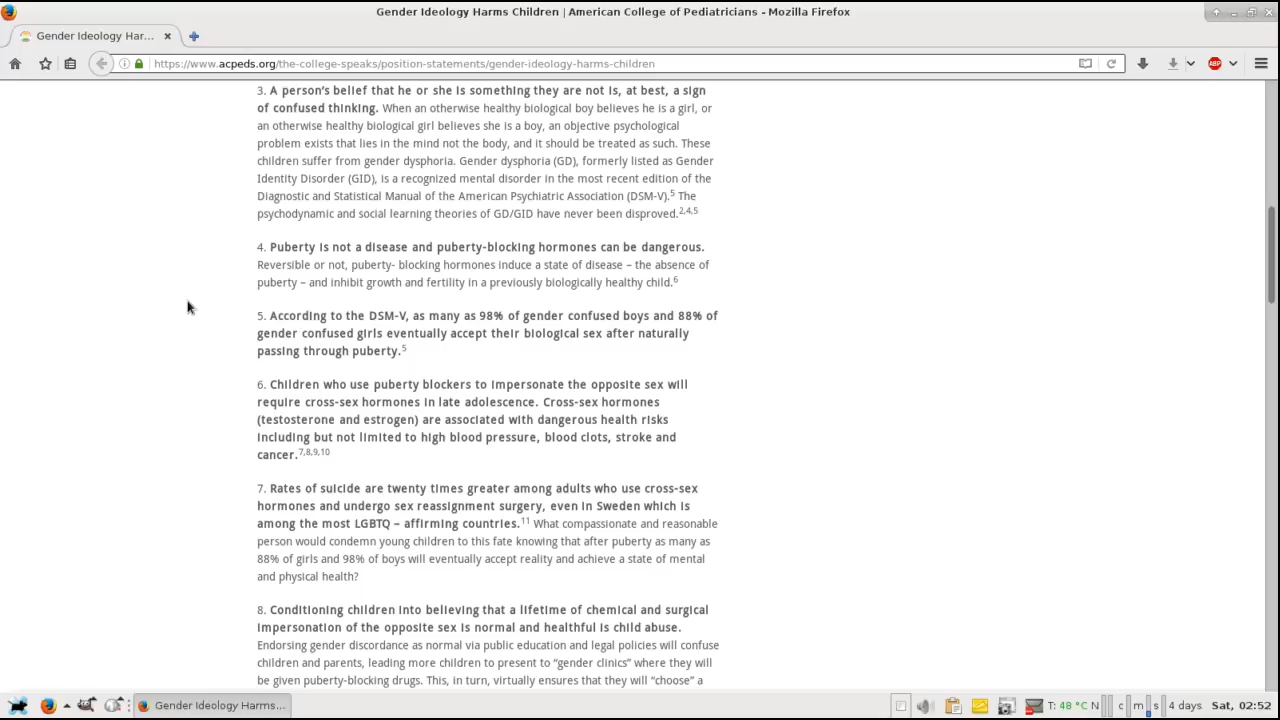 Gender Ideology Harms Children | American College of Pediatricians - Mozilla Firefox
Gender Ideology Har...
https://www.acpeds.org/the-college-speaks/position-statements/gender-ideology-harms-children
ABP
3. A person's belief that he or she is something they are not is, at best, a sign
of confused thinking. When an otherwise healthy biological boy believes he is a girl, or
an otherwise healthy biological girl believes she is a boy, an objective psychological
problem exists that lies in the mind not the body, and it should be treated as such. These
children suffer from gender dysphoria. Gender dysphoria (GD), formerly listed as Gender
Identity Disorder (GID), is a recognized mental disorder in the most recent edition of the
Diagnostic and Statistical Manual of the American Psychiatric Association (DSM-V).5 The
psychodynamic and social learning theories of GD/GID have never been disproved.2,4,5
4. Puberty is not a disease and puberty-blocking hormones can be dangerous.
Reversible or not, puberty- blocking hormones induce a state of disease – the absence of
puberty – and inhibit growth and fertility in a previously biologically healthy child.6
5. According to the DSM-V, as many as 98% of gender confused boys and 88% of
gender confused girls eventually accept their biological sex after naturally
passing through puberty.5
6. Children who use puberty blockers to impersonate the opposite sex will
require cross-sex hormones in late adolescence. Cross-sex hormones
(testosterone and estrogen) are associated with dangerous health risks
including but not limited to high blood pressure, blood clots, stroke and
cancer.7,8,9,10
7. Rates of suicide are twenty times greater among adults who use cross-sex
hormones and undergo sex reassignment surgery, even in Sweden which is
among the most LGBTQ – affirming countries.11 What compassionate and reasonable
person would condemn young children to this fate knowing that after puberty as many as
88% of girls and 98% of boys will eventually accept reality and achieve a state of mental
and physical health?
8. Conditioning children into believing that a lifetime of chemical and surgical
impersonation of the opposite sex is normal and healthful is child abuse.
Endorsing gender discordance as normal via public education and legal policies will confuse
children and parents, leading more children to present to “gender clinics” where they will
be given puberty-blocking drugs. This, in turn, virtually ensures that they will “choose” a
Gender Ideology Harms...
T: 48 °C N
c m s 4 days Sat, 02:52